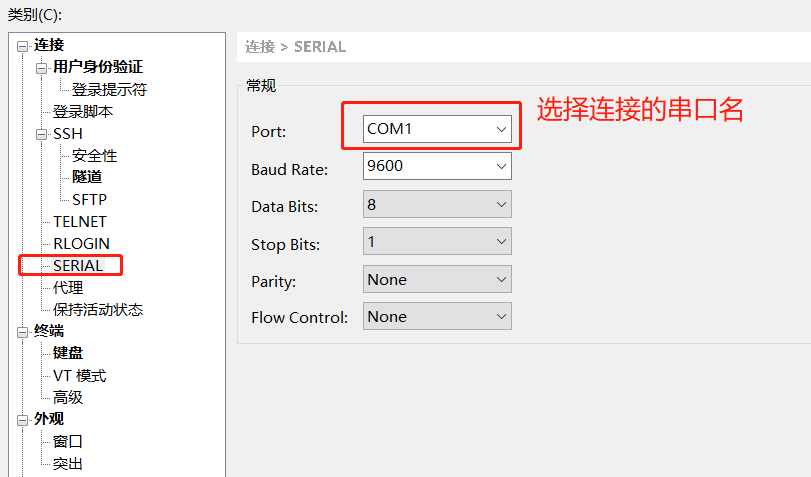 类别(C):
连接
用户身份验证
登录提示符
登录脚本
SSH
安全性
隧道
SFTP
TELNET
RLOGIN
SERIAL
代理
保持活动状态
终端
键盘
VT 模式
高级
外观
窗口
突出
连接 > SERIAL
常规
Port: COM1
选择连接的串口名
Baud Rate: 9600
Data Bits: 8
Stop Bits: 1
Parity: None
Flow Control: None